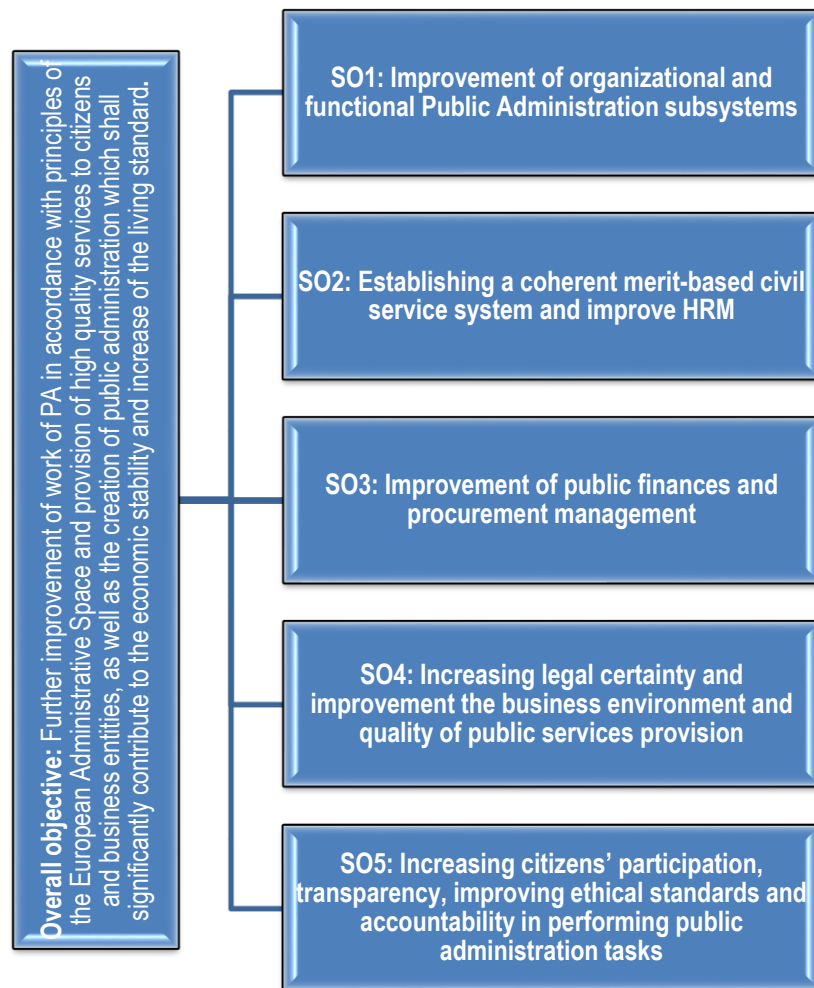 Overall objective: Further improvement of work of PA in accordance with principles of
the European Administrative Space and provision of high quality services to citizens
and business entities, as well as the creation of public administration which shall
significantly contribute to the economic stability and increase of the living standard.
SO1: Improvement of organizational and
functional Public Administration subsystems
SO2: Establishing a coherent merit-based civil
service system and improve HRM
SO3: Improvement of public finances and
procurement management
SO4: Increasing legal certainty and
improvement the business environment and
quality of public services provision
SO5: Increasing citizens’ participation,
transparency, improving ethical standards and
accountability in performing public
administration tasks